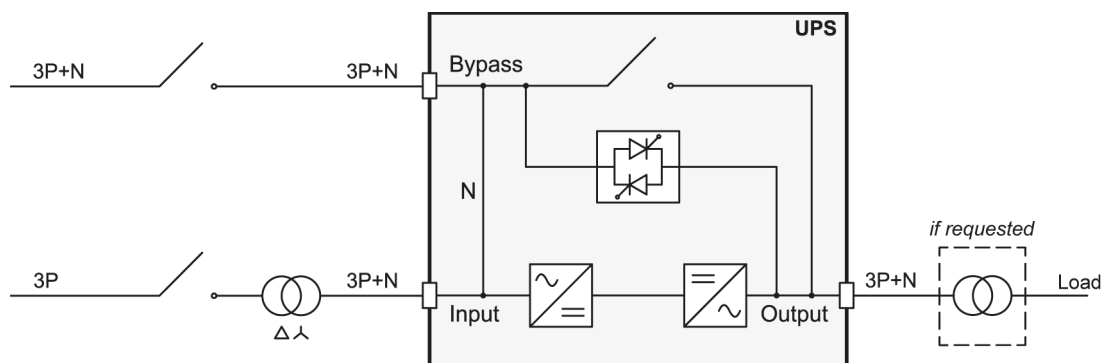 UPS
3P+N
3P+N
Bypass
N
if requested
3P
3P+N
Input
Output
3P+N
Load